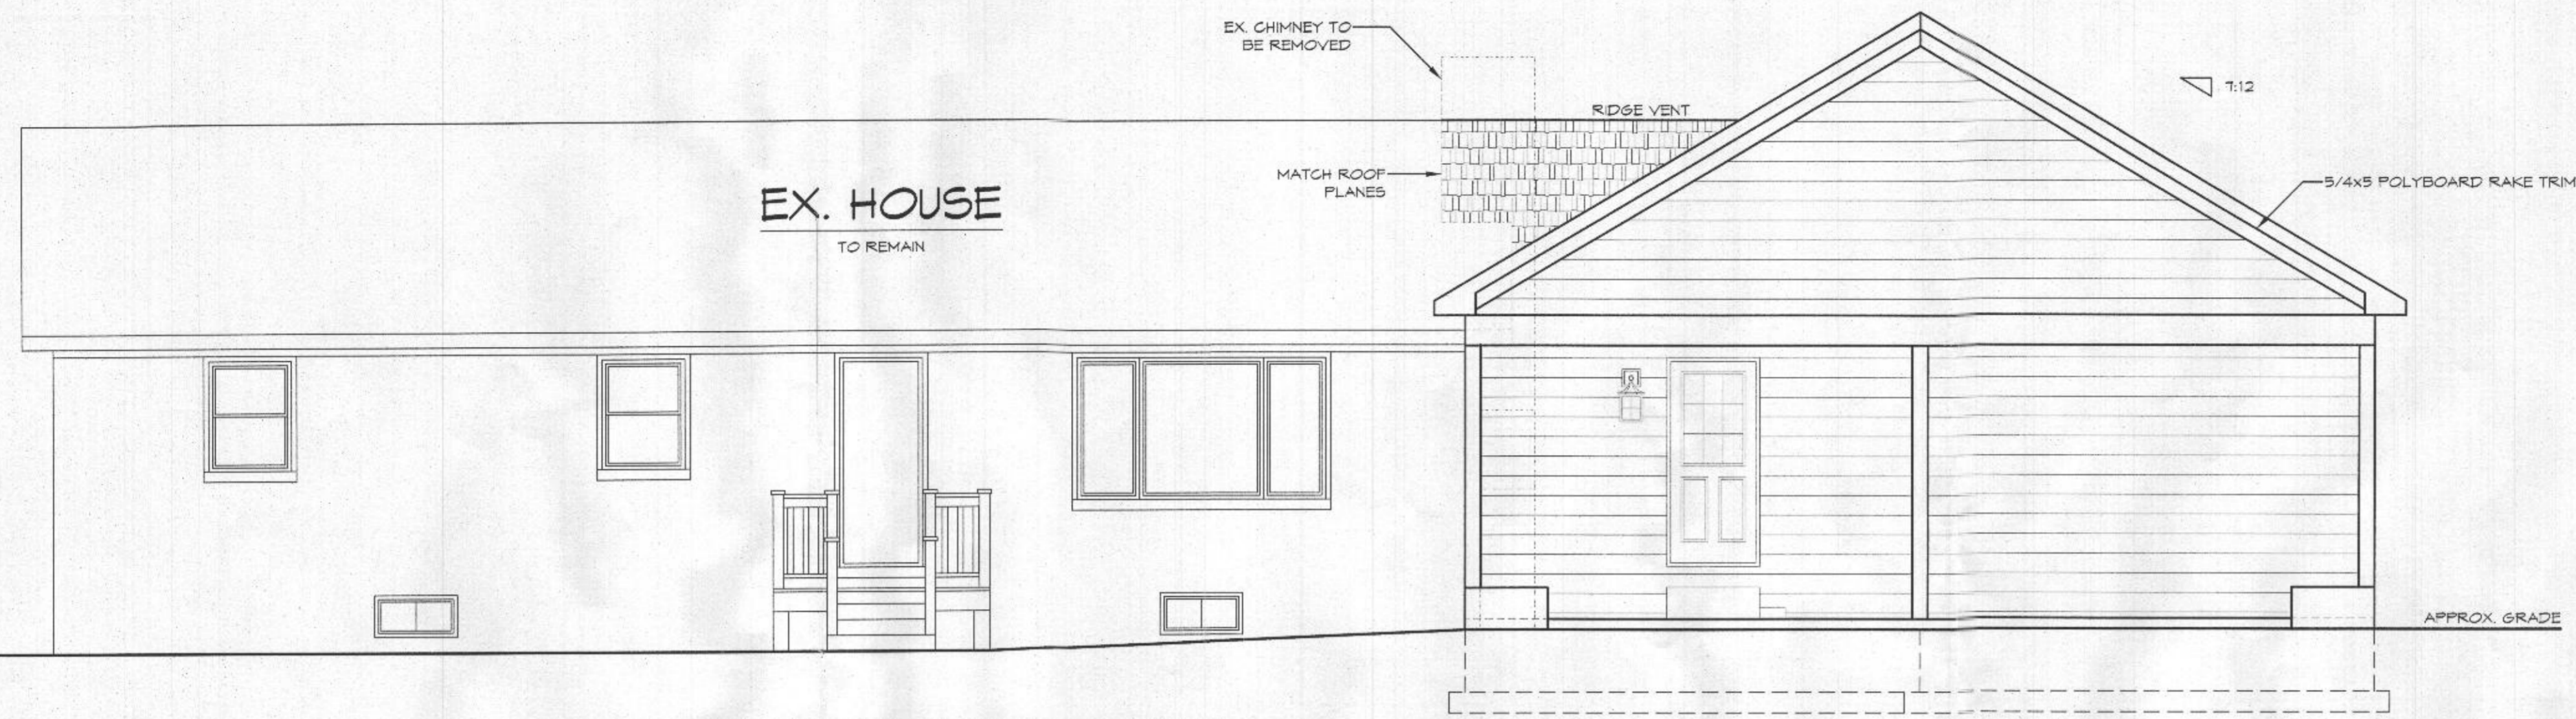 EX. CHIMNEY TO
BE REMOVED
RIDGE VENT
7:12
MATCH ROOF
PLANES
5/4x5 POLYBOARD RAKE TRIM
EX. HOUSE
TO REMAIN
APPROX. GRADE